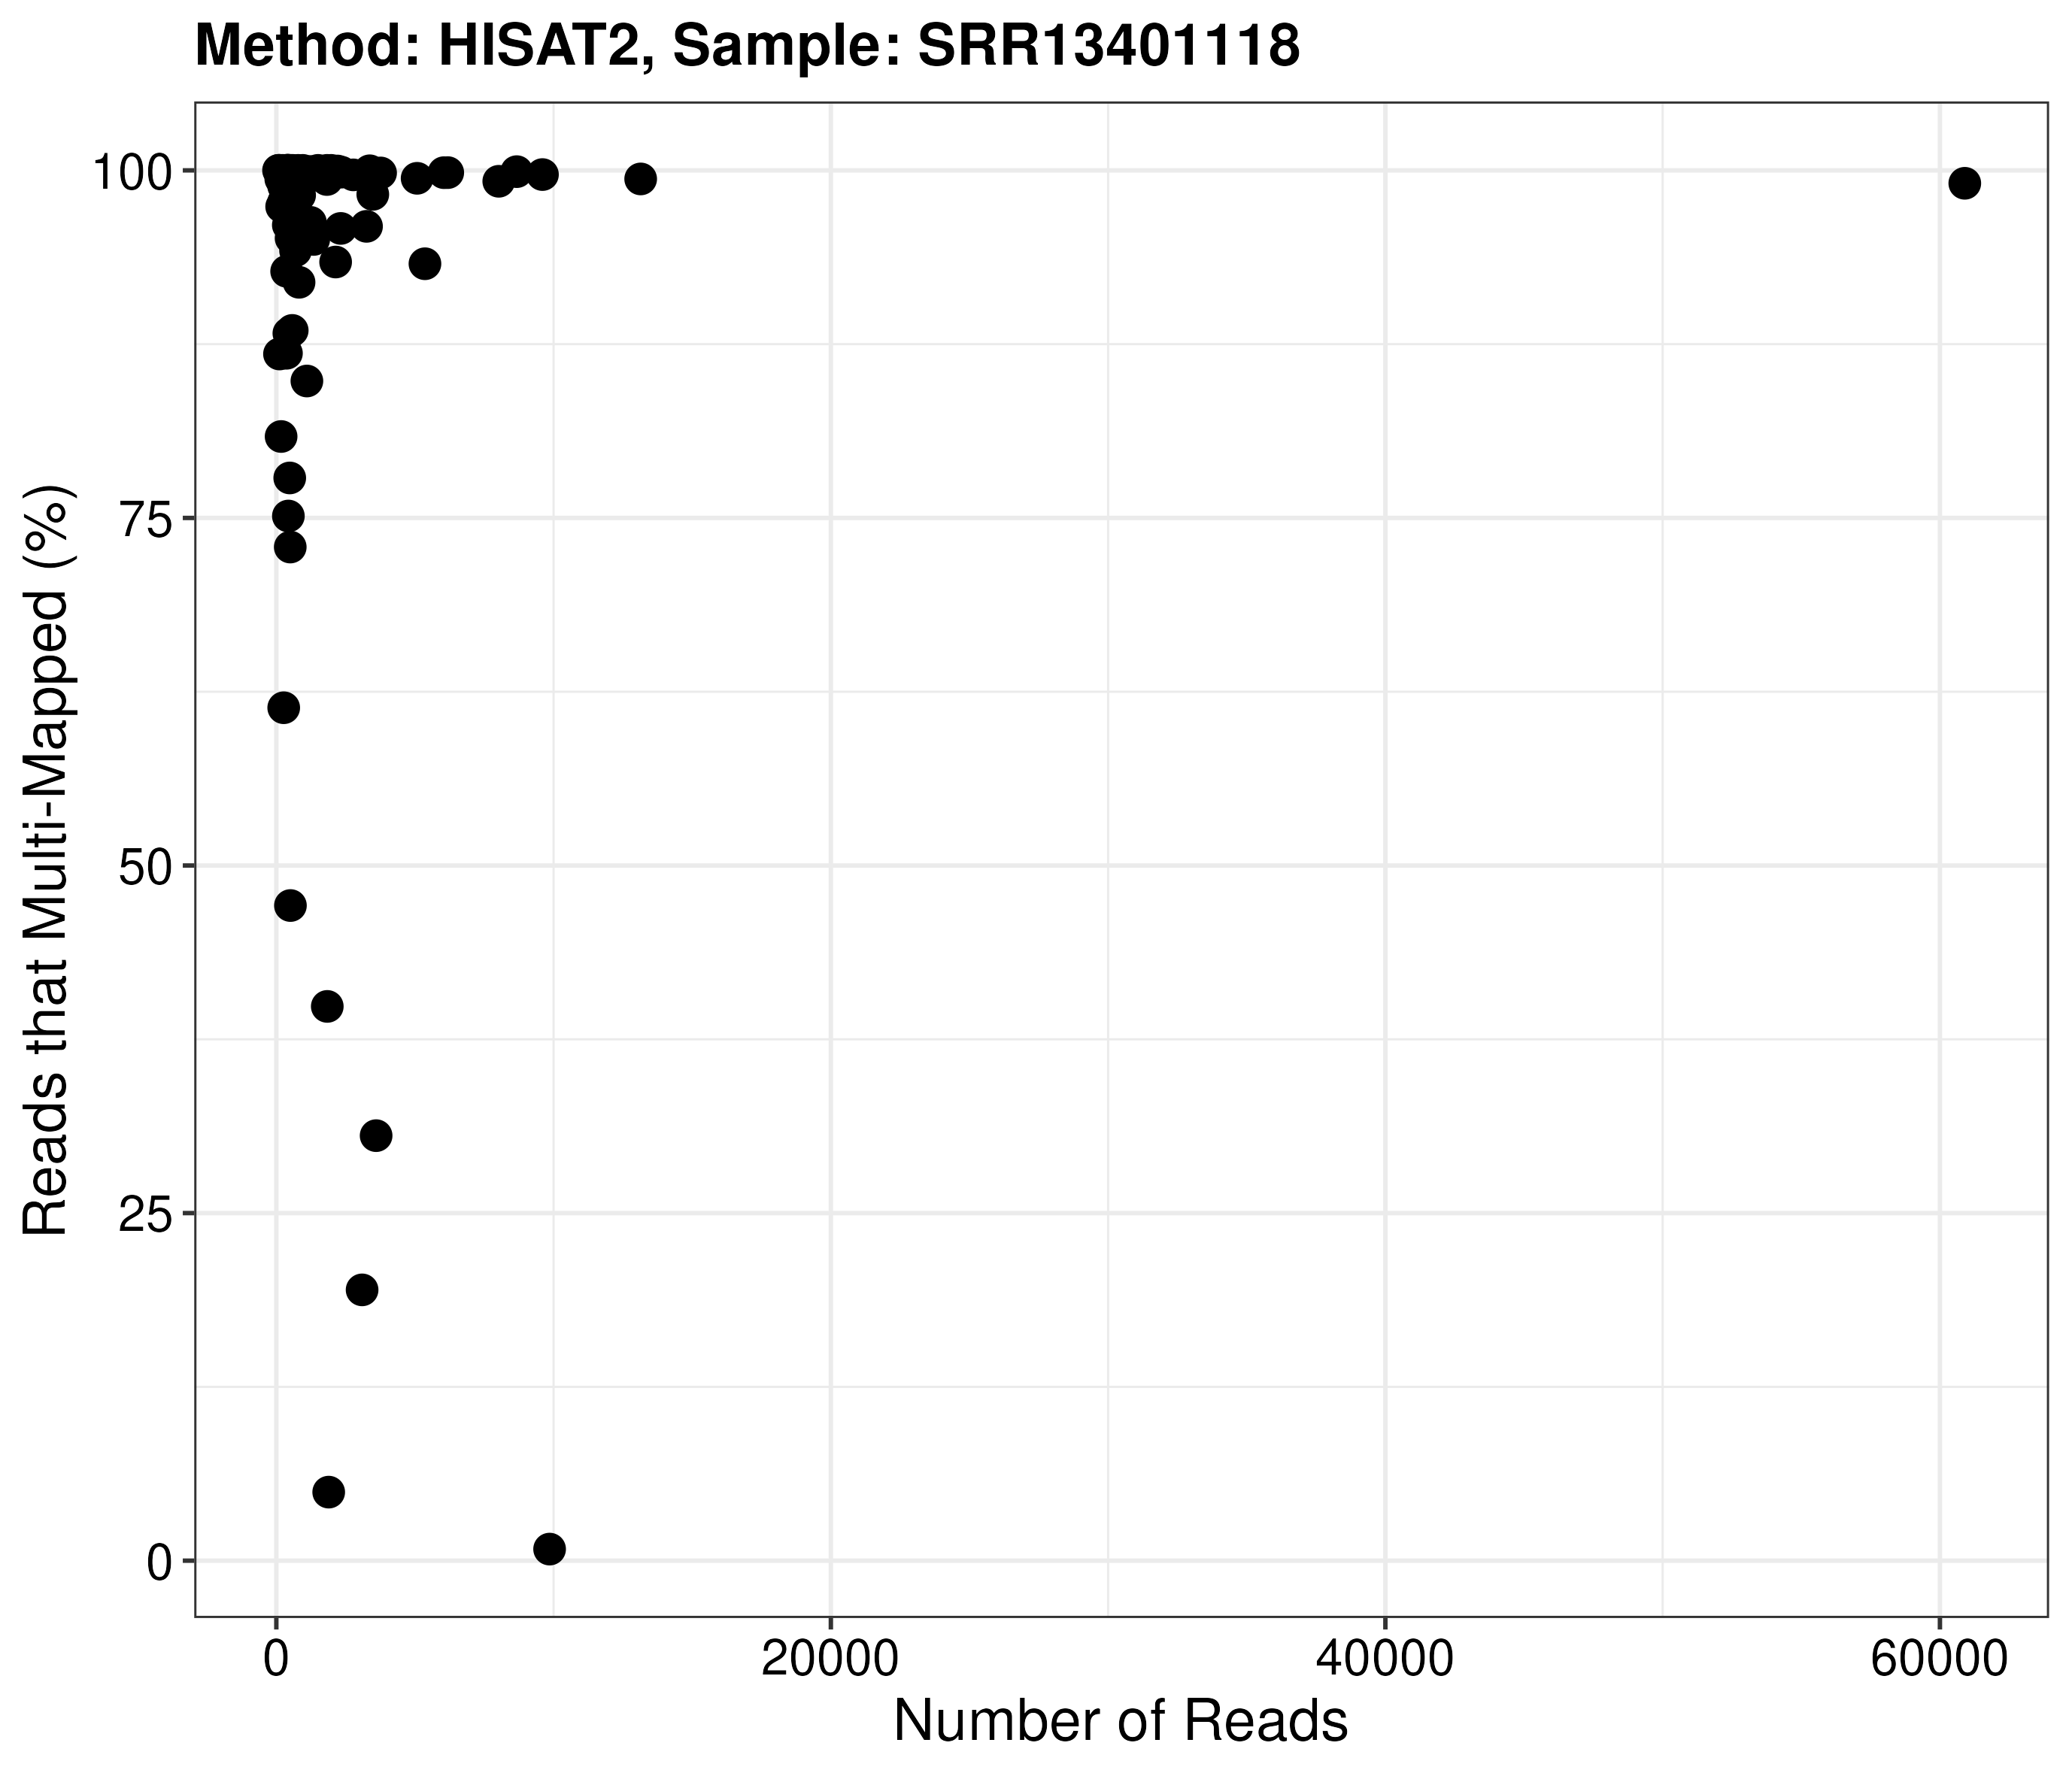 Method: HISAT2, Sample: SRR13401118
Reads that Multi-Mapped (%)
100
75
50
25
0
0 20000 40000 60000
Number of Reads